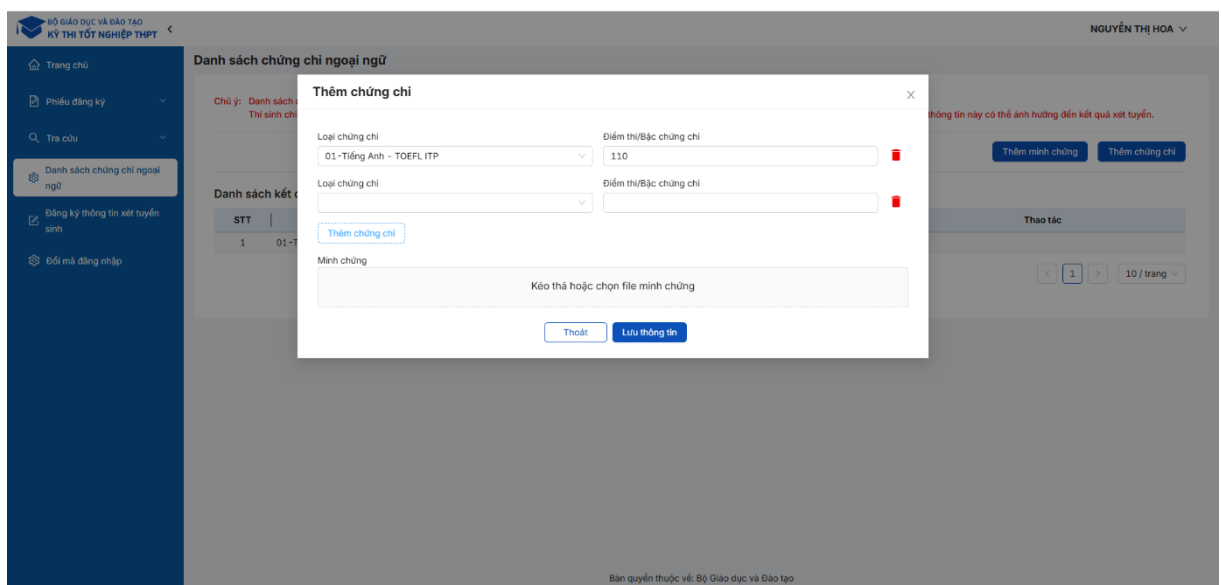 BỘ GIÁO DỤC VÀ ĐÀO TẠO
KỲ THI TỐT NGHIỆP THPT
NGUYỄN THỊ HOA
Trang chủ
Phiếu đăng ký
Tra cứu
Danh sách chứng chỉ ngoại
ngữ
Đăng ký thông tin xét tuyển
sinh
Đổi mã đăng nhập
Danh sách chứng chỉ ngoại ngữ
Chú ý: Danh sách
Thí sinh chỉ
thông tin này có thể ảnh hưởng đến kết quả xét tuyển.
Thêm minh chứng Thêm chứng chỉ
Danh sách kết
STT Thao tác
1 01-T
1 10 / trang
Thêm chứng chỉ
Loại chứng chỉ Điểm thi/Bậc chứng chỉ
01-Tiếng Anh - TOEFL ITP 110
Loại chứng chỉ Điểm thi/Bậc chứng chỉ
Thêm chứng chỉ
Minh chứng
Kéo thả hoặc chọn file minh chứng
Thoát Lưu thông tin
Bản quyền thuộc về: Bộ Giáo dục và Đào tạo